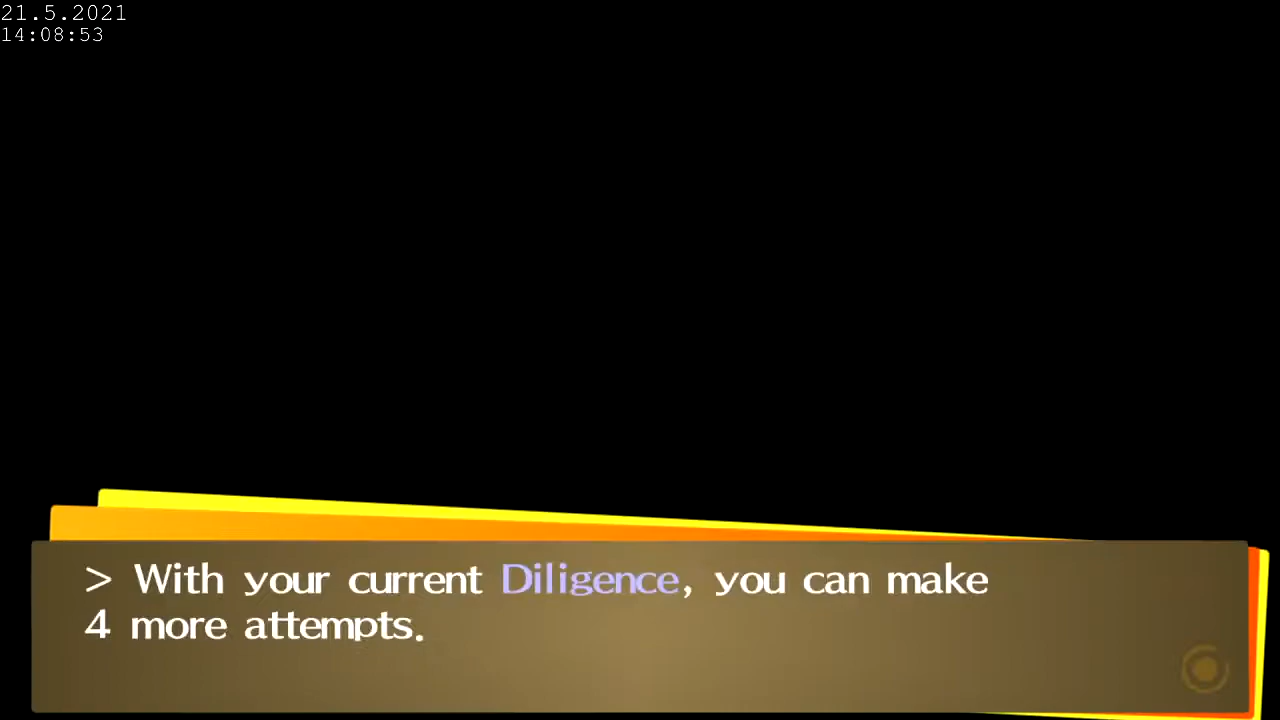 21.5.2021
14:08:53
> With your current Diligence, you can make
4 more attempts.